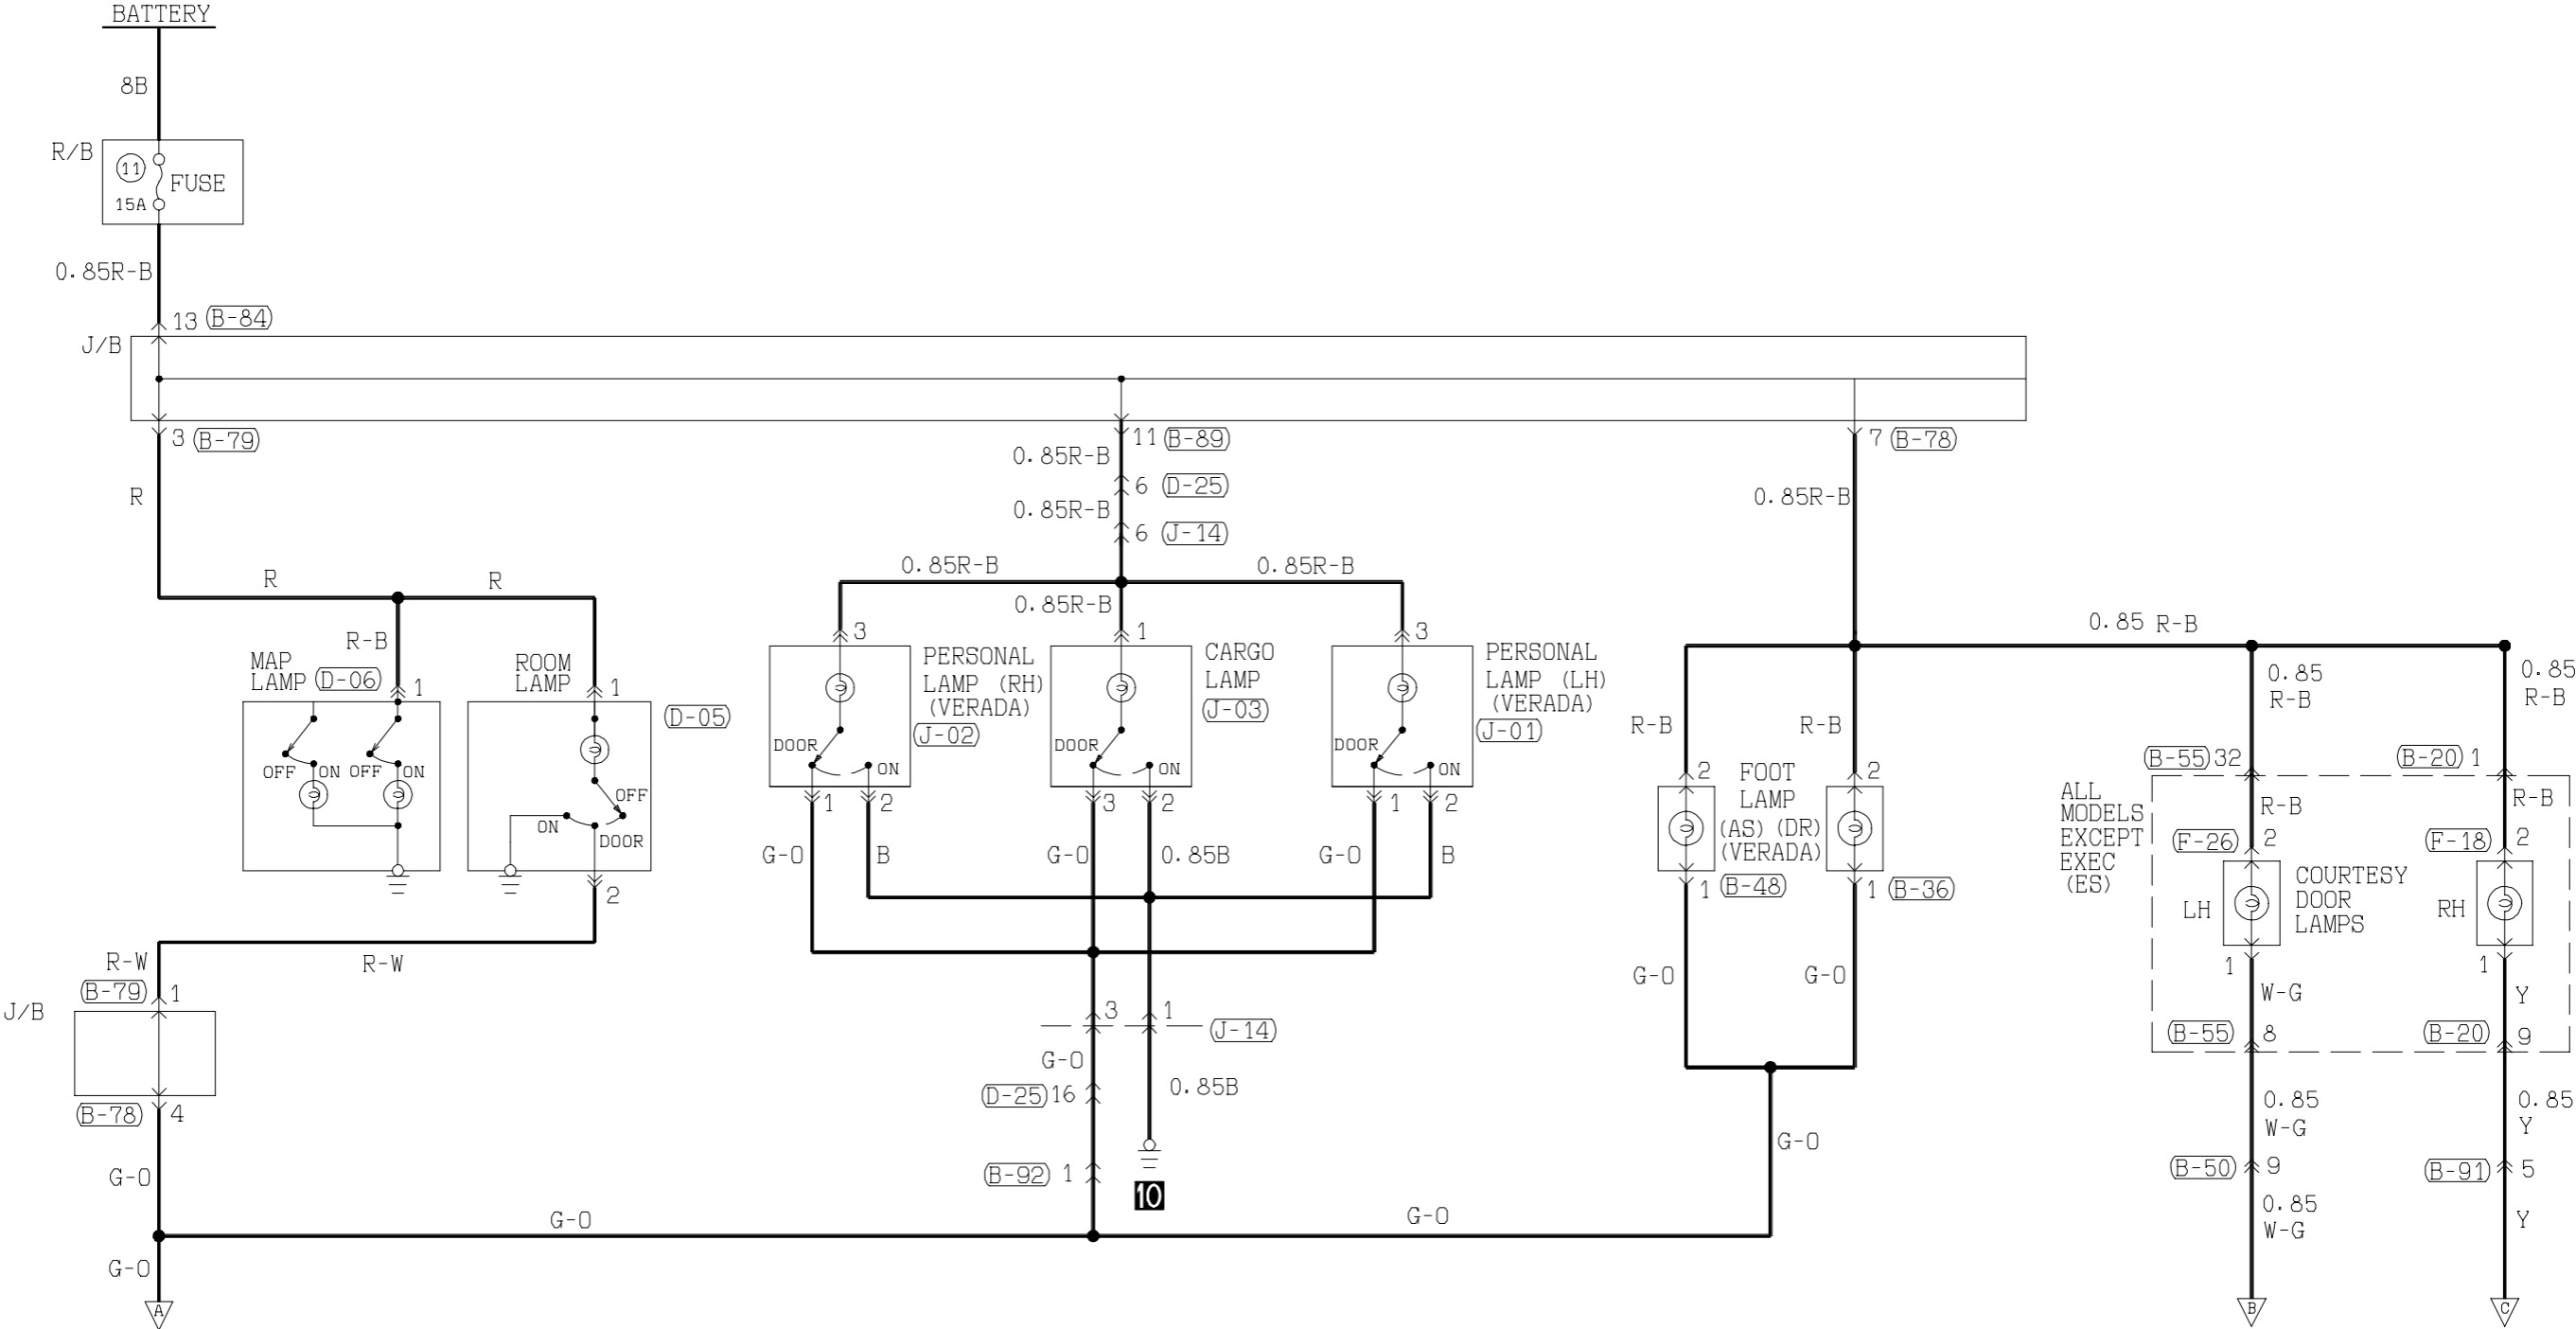 BATTERY
8B
R/B
11
FUSE
15A
0.85R-B
13 (B-84)
J/B
3 (B-79)
11 (B-89)
7 (B-78)
0.85R-B
6 (D-25)
R
0.85R-B
0.85R-B
6 (J-14)
R
R
0.85R-B
0.85R-B
0.85R-B
0.85 R-B
R-B
MAP
LAMP (D-06)
1
ROOM
LAMP
1
(D-05)
3
PERSONAL
LAMP (RH)
(VERADA)
(J-02)
1
CARGO
LAMP
(J-03)
3
PERSONAL
LAMP (LH)
(VERADA)
(J-01)
0.85
R-B
0.85
R-B
R-B
R-B
OFF
ON
OFF
ON
OFF
ON
DOOR
2
DOOR
ON
1
2
DOOR
ON
3
2
DOOR
ON
1
2
G-O
B
G-O
0.85B
G-O
B
2
FOOT
LAMP
(AS) (DR)
(VERADA)
2
1 (B-48)
1 (B-36)
(B-55) 32
(B-20) 1
ALL
MODELS
EXCEPT
EXEC
(ES)
R-B
R-B
(F-26) 2
(F-18) 2
LH
COURTESY
DOOR
LAMPS
RH
1
1
W-G
Y
(B-55) 8
(B-20) 9
R-W
R-W
(B-79) 1
J/B
(B-78) 4
G-O
G-O
3
1
(J-14)
G-O
(D-25) 16
0.85B
(B-92) 1
10
G-O
G-O
0.85
W-G
0.85
Y
(B-50) 9
(B-91) 5
0.85
W-G
Y
G-O
G-O
G-O
A
B
C